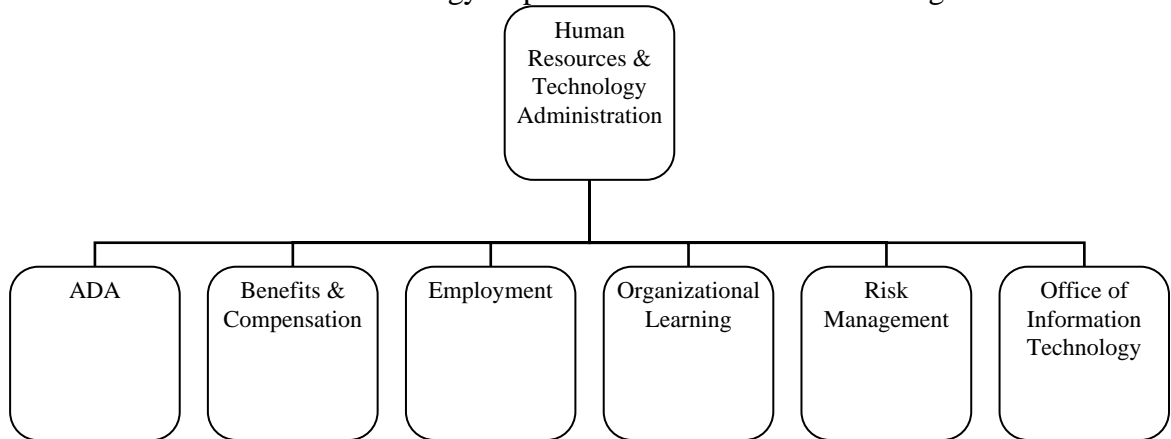 Human
Resources &
Technology
Administration
ADA
Benefits &
Compensation
Employment
Organizational
Learning
Risk
Management
Office of
Information
Technology